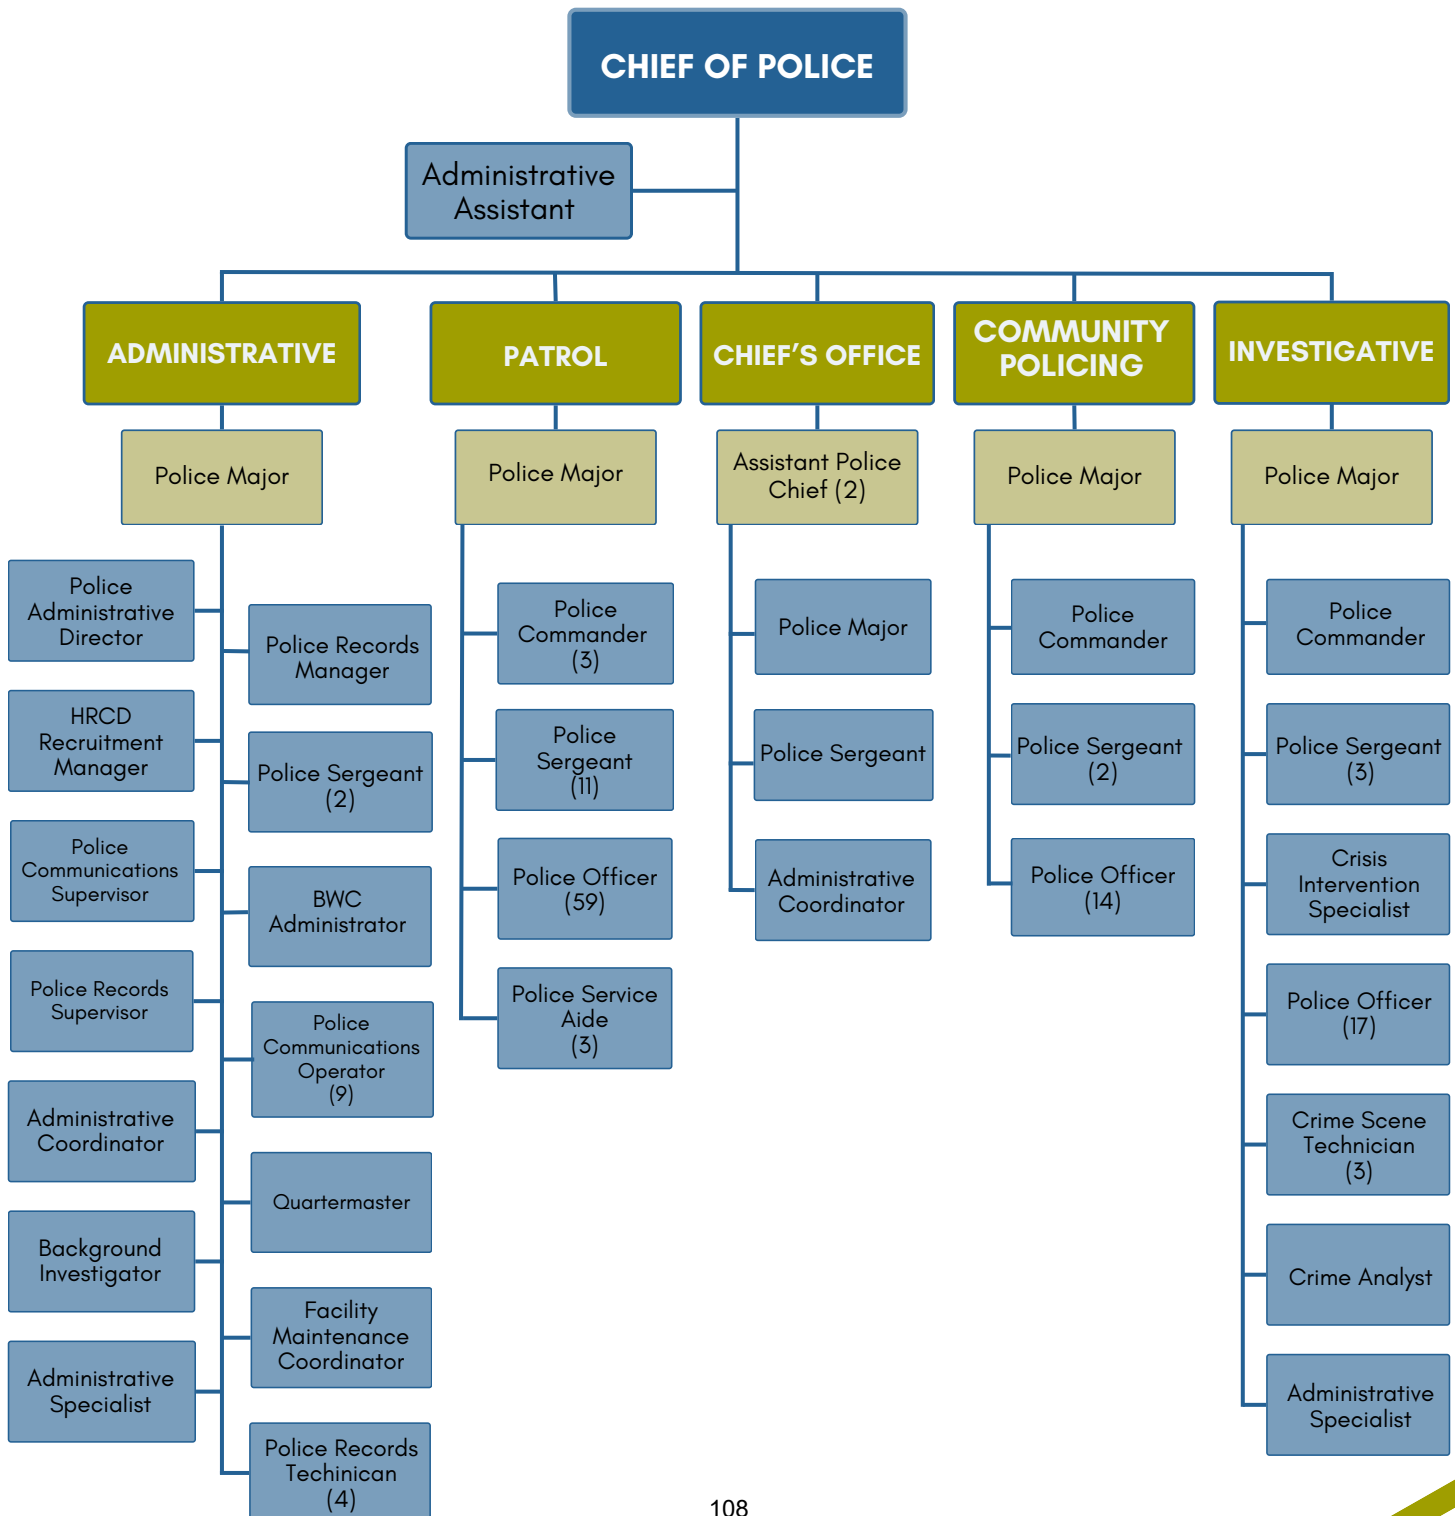 CHIEF OF POLICE
Administrative
Assistant
ADMINISTRATIVE
Police Major
Police
Administrative
Director
Police Records
Manager
HRCD
Recruitment
Manager
Police Sergeant
(2)
Police
Communications
Supervisor
BWC
Administrator
Police Records
Supervisor
Police
Communications
Operator
(9)
Administrative
Coordinator
Quartermaster
Background
Investigator
Facility
Maintenance
Coordinator
Administrative
Specialist
Police Records
Techinican
(4)
PATROL
Police Major
Police
Commander
(3)
Police
Sergeant
(11)
Police Officer
(59)
Police Service
Aide
(3)
CHIEF'S OFFICE
Assistant Police
Chief (2)
Police Major
Police Sergeant
Administrative
Coordinator
COMMUNITY
POLICING
Police Major
Police
Commander
Police Sergeant
(2)
Police Officer
(14)
INVESTIGATIVE
Police Major
Police
Commander
Police Sergeant
(3)
Crisis
Intervention
Specialist
Police Officer
(17)
Crime Scene
Technician
(3)
Crime Analyst
Administrative
Specialist
108